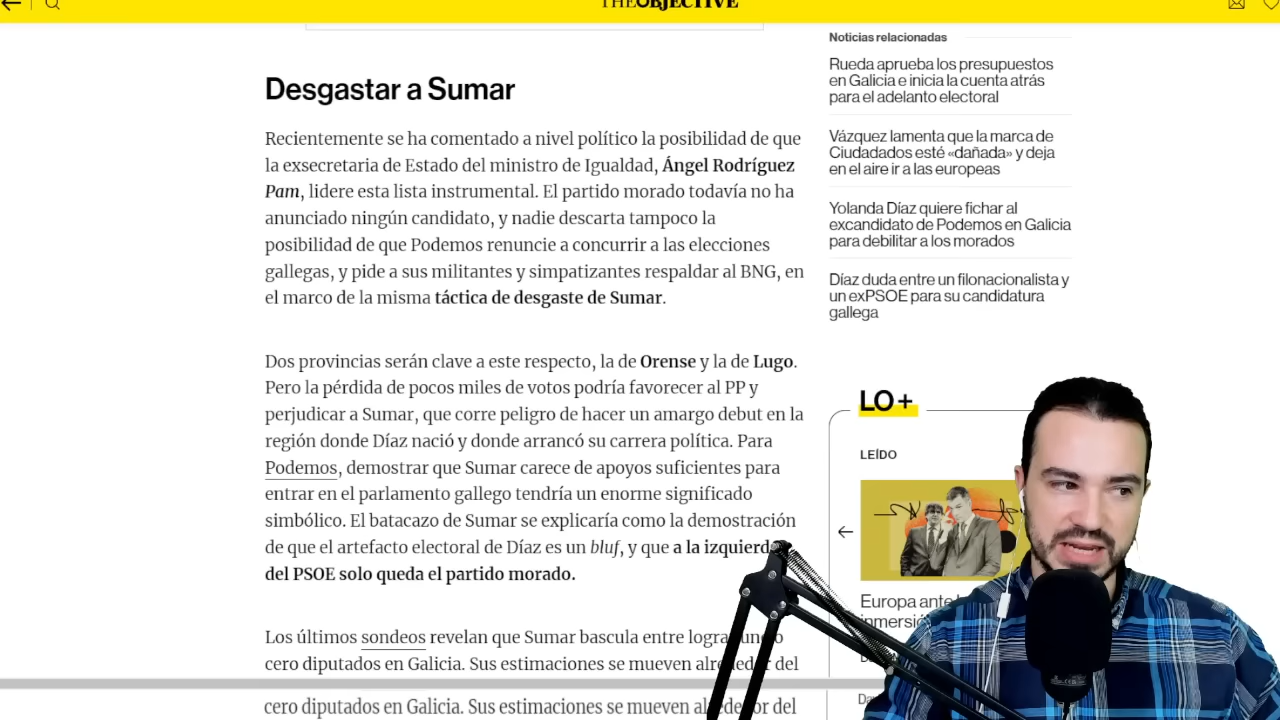 THE OBJECTIVE
Desgastar a Sumar
Recientemente se ha comentado a nivel político la posibilidad de que
la exsecretaria de Estado del ministro de Igualdad, Ángel Rodríguez
Pam, lidere esta lista instrumental. El partido morado todavía no ha
anunciado ningún candidato, y nadie descarta tampoco la
posibilidad de que Podemos renuncie a concurrir a las elecciones
gallegas, y pide a sus militantes y simpatizantes respaldar al BNG, en
el marco de la misma táctica de desgaste de Sumar.
Dos provincias serán clave a este respecto, la de Orense y la de Lugo.
Pero la pérdida de pocos miles de votos podría favorecer al PP y
perjudicar a Sumar, que corre peligro de hacer un amargo debut en la
región donde Díaz nació y donde arrancó su carrera política. Para
Podemos, demostrar que Sumar carece de apoyos suficientes para
entrar en el parlamento gallego tendría un enorme significado
simbólico. El batacazo de Sumar se explicaría como la demostración
de que el artefacto electoral de Díaz es un bluf, y que a la izquierda
del PSOE solo queda el partido morado.
Los últimos sondeos revelan que Sumar bascula entre
cero diputados en Galicia. Sus estimaciones se mueven alrededor del
cero diputados en Galicia. Sus estimaciones se mueven alrededor del
Noticias relacionadas
Rueda aprueba los presupuestos
en Galicia e inicia la cuenta atrás
para el adelanto electoral
Vázquez lamenta que la marca de
Ciudadados esté «dañada» y deja
en el aire ir a las europeas
Yolanda Díaz quiere fichar al
excandidato de Podemos en Galicia
para debilitar a los morados
Díaz duda entre un filonacionalista y
un exPSOE para su candidatura
gallega
LO+
LEÍDO
Europa ante